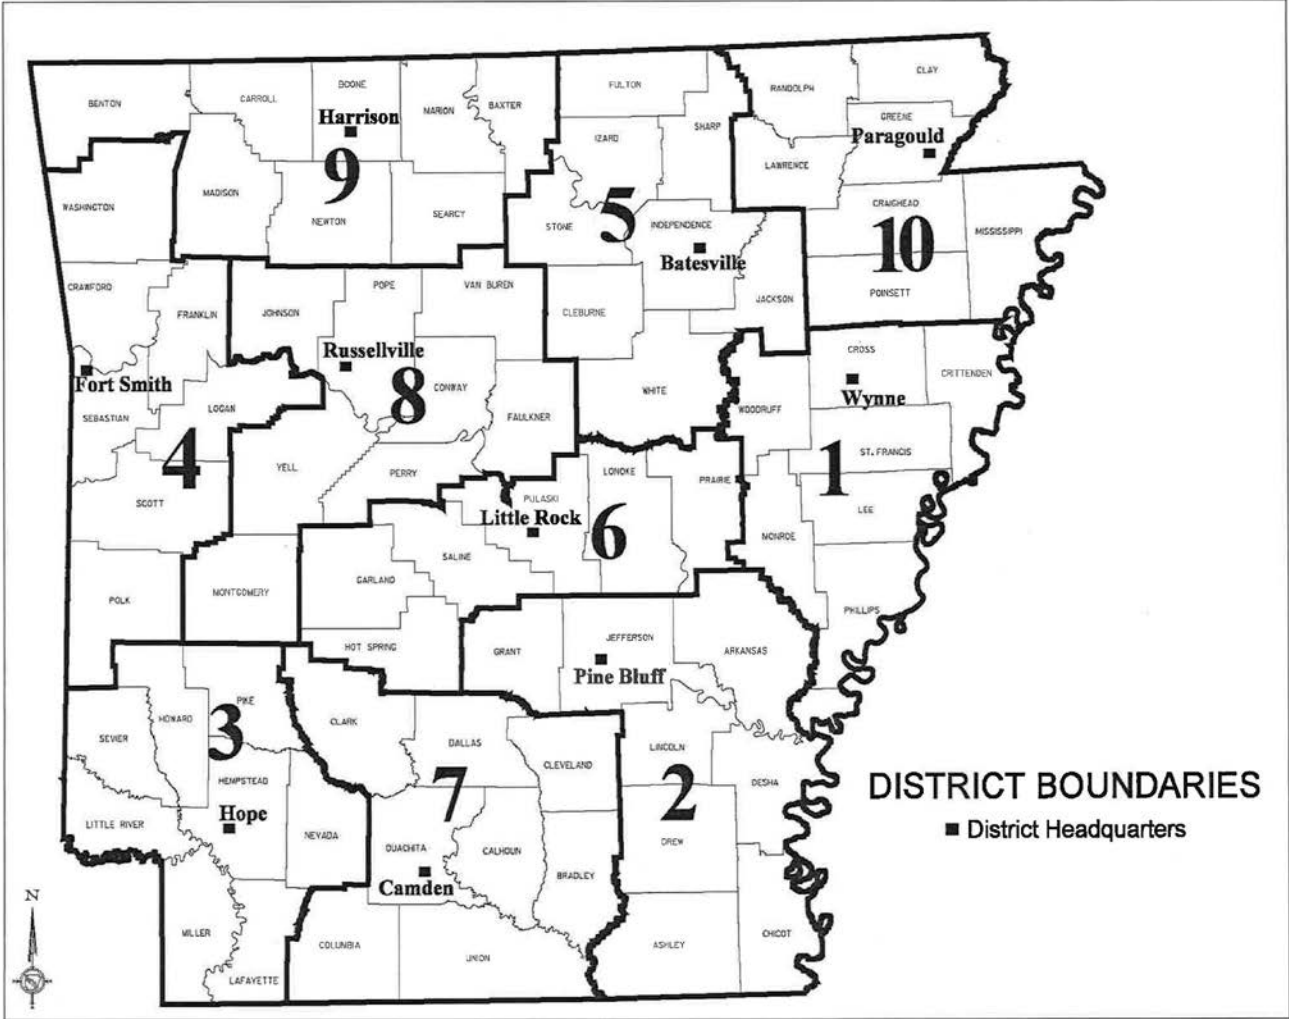 BENTON
CARROLL
BOONE
MARION
BAXTER
FULTON
RANDOLPH
CLAY
Harrison
IZARD
SHARP
GREENE
Paragould
LAWRENCE
9
MADISON
NEWTON
SEARCY
WASHINGTON
5
STONE
INDEPENDENCE
Batesville
CRAIGHEAD
10
MISSISSIPPI
POINSETT
CRAWFORD
FRANKLIN
JOHNSON
POPE
VAN BUREN
CLEBURNE
JACKSON
Fort Smith
Russellville
8
CONWAY
WHITE
WOODRUFF
CROSS
Wynne
CRITTENDEN
SEBASTIAN
LOGAN
FAULKNER
4
SCOTT
YELL
PERRY
LONOKE
PRAIRIE
1
ST. FRANCIS
LEE
PULASKI
Little Rock
6
MONROE
SALINE
GARLAND
POLK
MONTGOMERY
PHILLIPS
HOT SPRING
GRANT
JEFFERSON
Pine Bluff
ARKANSAS
SEVIER
HOWARD
PIKE
3
CLARK
DALLAS
7
CLEVELAND
LINCOLN
2
DESHA
HEMPSTEAD
Hope
LITTLE RIVER
NEVADA
OUACHITA
Camden
CALHOUN
BRADLEY
DREW
MILLER
LAFAYETTE
COLUMBIA
UNION
ASHLEY
CHICOT
DISTRICT BOUNDARIES
District Headquarters
N